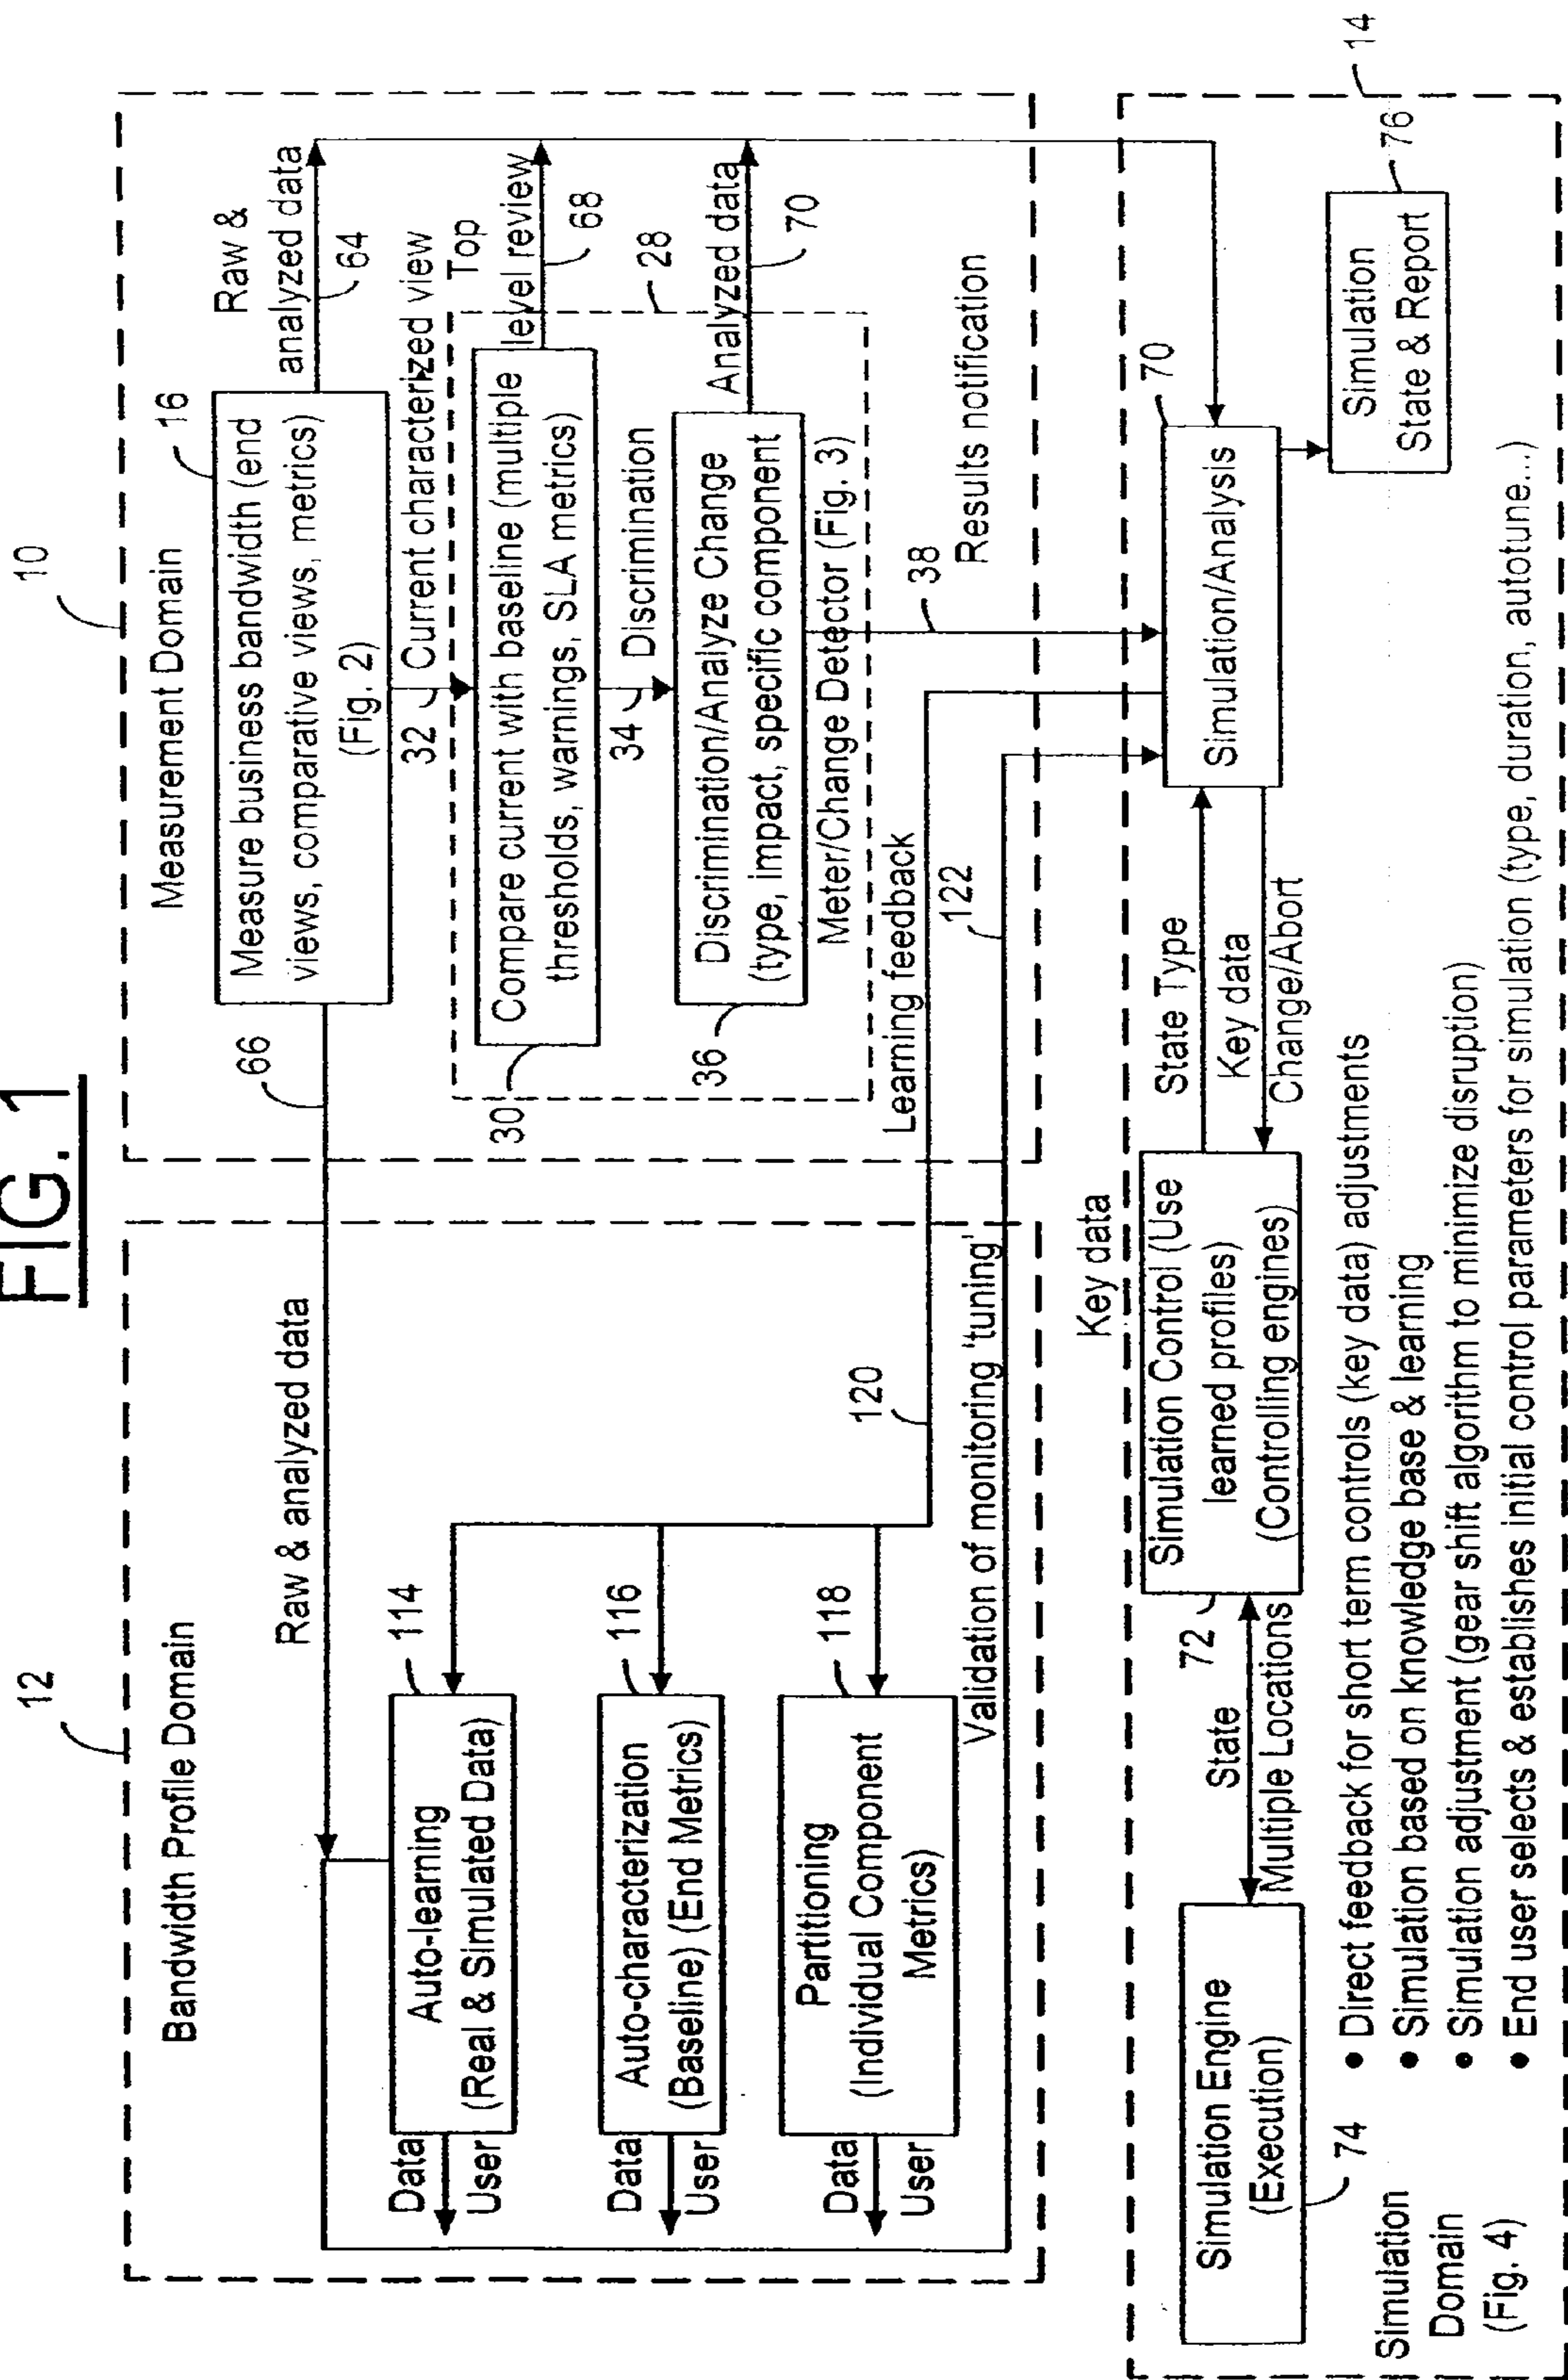 FIG. 1
12
10
Bandwidth Profile Domain
Measurement Domain
Raw & analyzed data
66
Measure business bandwidth (end
views, comparative views, metrics)
(Fig. 2)
16
Raw &
analyzed data
64
32
Current characterized view
Top
level review
68
30
Compare current with baseline (multiple
thresholds, warnings, SLA metrics)
28
34
Discrimination
36
Discrimination/Analyze Change
(type, impact, specific component
Analyzed data
70
Meter/Change Detector (Fig. 3)
114
Auto-learning
(Real & Simulated Data)
Data
User
116
Auto-characterization
(Baseline) (End Metrics)
Data
User
118
Partitioning
(Individual Component
Metrics)
Data
User
120
Learning feedback
38
Results notification
Validation of monitoring 'tuning'
122
Key data
14
Simulation Engine
(Execution)
74
State
Multiple Locations
72
Simulation Control (Use
learned profiles)
(Controlling engines)
State Type
Key data
Change/Abort
70
Simulation/Analysis
76
Simulation
State & Report
Simulation
Domain
(Fig. 4)
• Direct feedback for short term controls (key data) adjustments
• Simulation based on knowledge base & learning
• Simulation adjustment (gear shift algorithm to minimize disruption)
• End user selects & establishes initial control parameters for simulation (type, duration, autotune...)